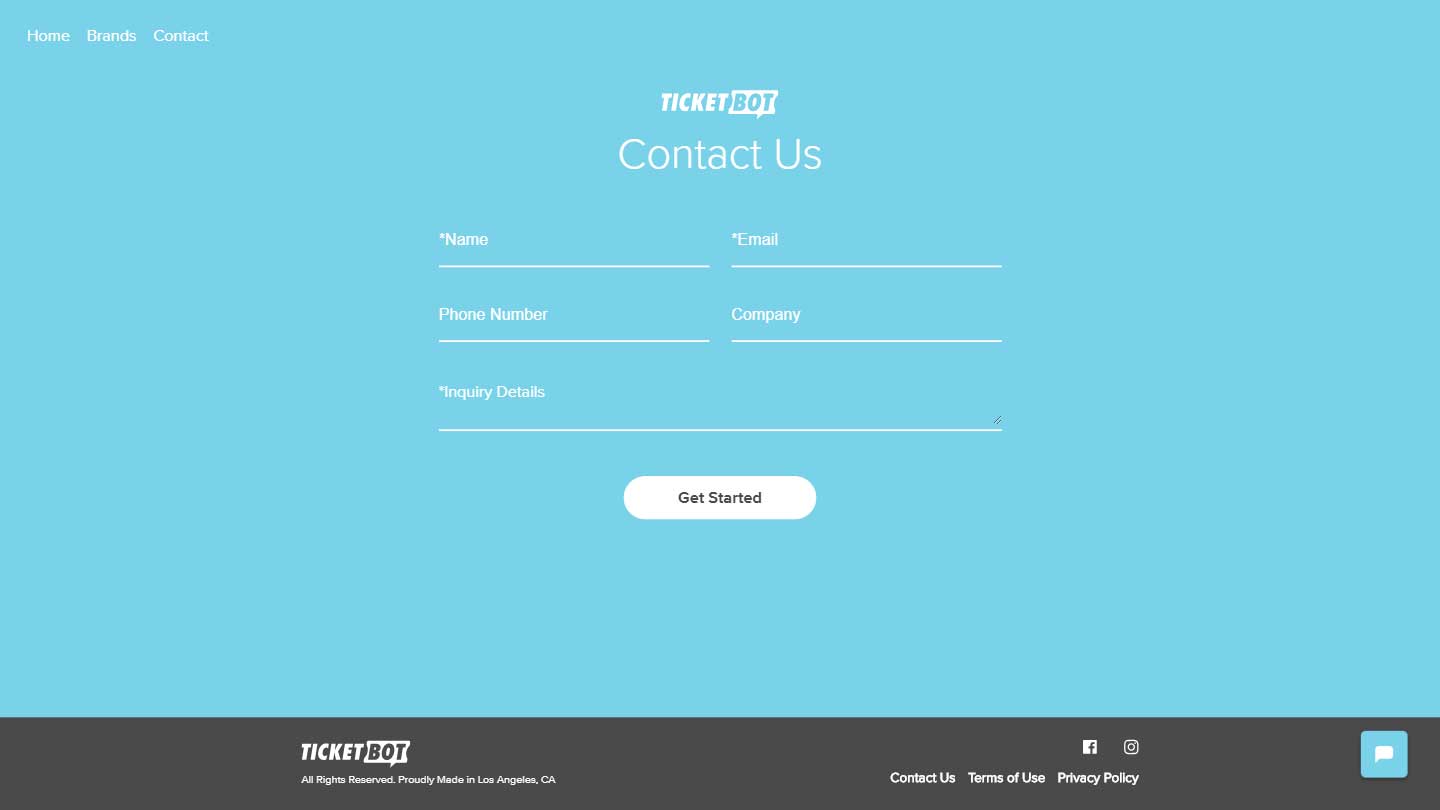 Home Brands Contact
TICKETBOT
Contact Us
*Name *Email
Phone Number Company
*Inquiry Details
Get Started
TICKETBOT
All Rights Reserved. Proudly Made in Los Angeles, CA
Contact Us Terms of Use Privacy Policy